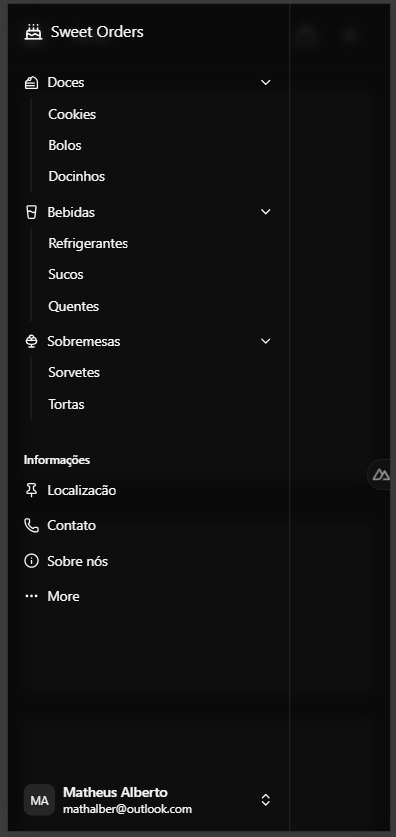 Sweet Orders
Doces
Cookies
Bolos
Docinhos
Bebidas
Refrigerantes
Sucos
Quentes
Sobremesas
Sorvetes
Tortas
Informações
Localizacão
Contato
Sobre nós
More
MA
Matheus Alberto
mathalber@outlook.com